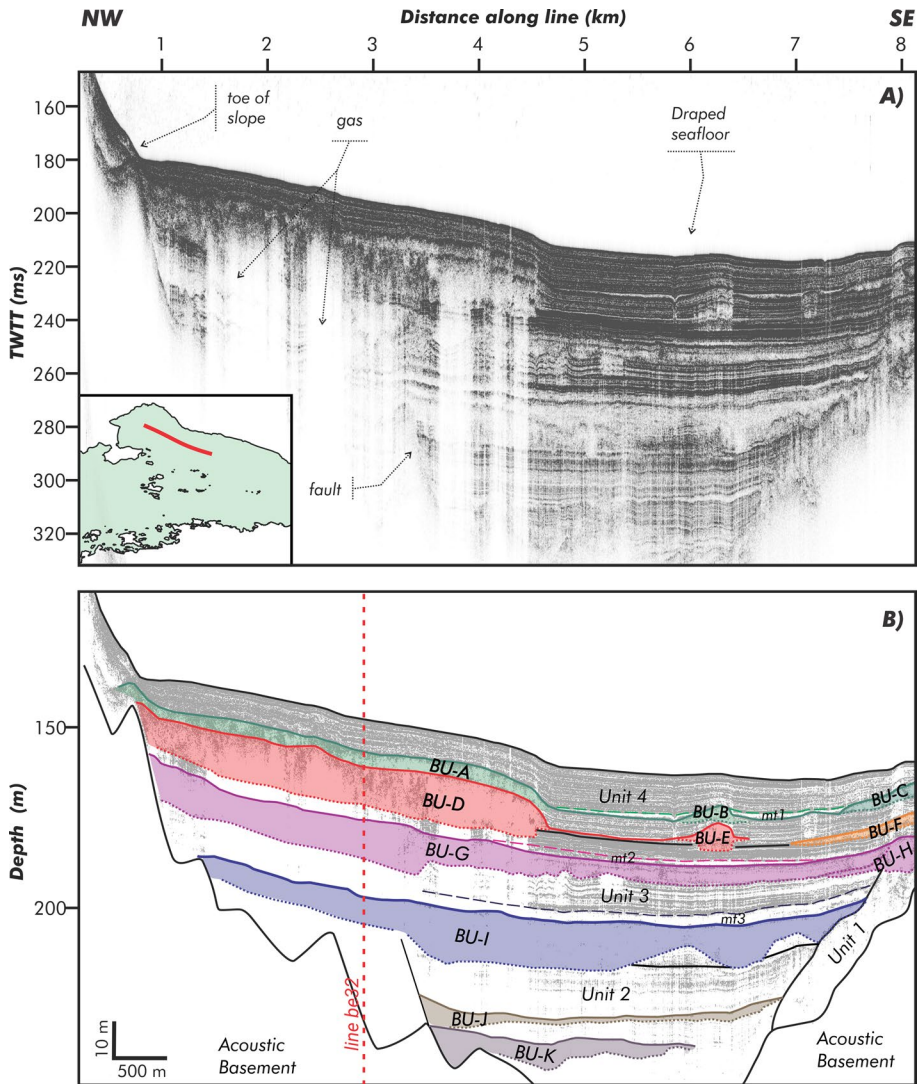 NW
Distance along line (km)
SE
1 2 3 4 5 6 7 8
A)
toe of
slope
gas
Draped
seafloor
TWTT (ms)
160
180
200
220
240
260
280
300
320
fault
B)
Depth (m)
150
200
BU-A
BU-D
BU-G
BU-I
BU-J
BU-K
Unit 4
BU-B
mt1
BU-C
BU-E
BU-F
mt2
BU-H
Unit 3
mt3
Unit 1
Unit 2
line be32
10 m
500 m
Acoustic
Basement
Acoustic
Basement